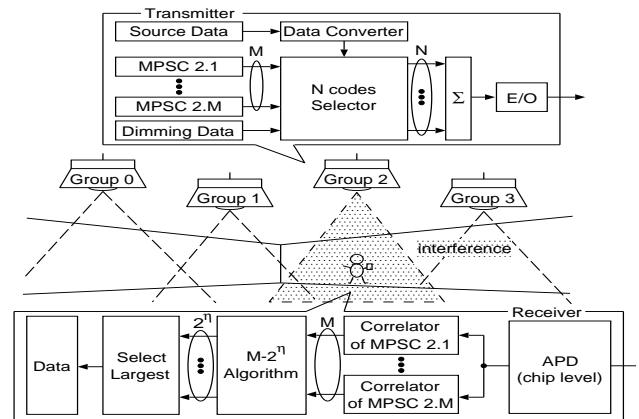 Transmitter
Source Data
Data Converter
M
N
MPSC 2.1
MPSC 2.M
Dimming Data
N codes
Selector
Σ
E/O
Group 0
Group 1
Group 2
Group 3
interference
Receiver
Data
Select
Largest
2^η
M-2^η
Algorithm
M
Correlator
of MPSC 2.1
Correlator
of MPSC 2.M
APD
(chip level)